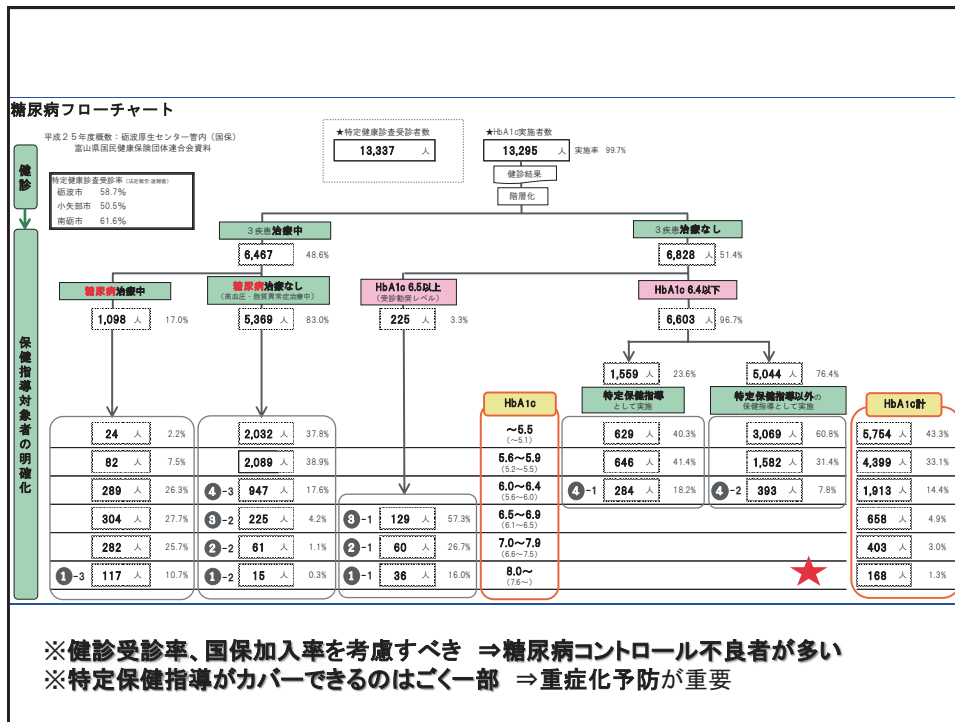 糖尿病フローチャート
平成２５年度概数：砺波厚生センター管内（国保）
富山県国民健康保険団体連合会資料
★特定健康診査受診者数
13,337 人
★HbA1c実施者数
13,295 人 実施率 99.7%
健診結果
階層化
健診
特定健康診査受診率（法定報告:速報値）
砺波市 58.7%
小矢部市 50.5%
南砺市 61.6%
保健指導対象者の明確化
３疾患治療中
6,467 人 48.6%
３疾患治療なし
6,828 人 51.4%
糖尿病治療中
1,098 人 17.0%
糖尿病治療なし
（高血圧・脂質異常症治療中）
5,369 人 83.0%
HbA1c 6.5以上
（受診勧奨レベル）
225 人 3.3%
HbA1c 6.4以下
6,603 人 96.7%
1,559 人 23.6%
特定保健指導
として実施
5,044 人 76.4%
特定保健指導以外の
保健指導として実施
HbA1c
HbA1c計
24 人 2.2% 2,032 人 37.8% ～5.5 629 人 40.3% 3,069 人 60.8% 5,754 人 43.3%
（～5.1）
82 人 7.5% 2,089 人 38.9% 5.6～5.9 646 人 41.4% 1,582 人 31.4% 4,399 人 33.1%
（5.2～5.5）
289 人 26.3% ❹-3 947 人 17.6% 6.0～6.4 ❹-1 284 人 18.2% ❹-2 393 人 7.8% 1,913 人 14.4%
（5.6～6.0）
304 人 27.7% ❸-2 225 人 4.2% ❸-1 129 人 57.3% 6.5～6.9 658 人 4.9%
（6.1～6.5）
282 人 25.7% ❷-2 61 人 1.1% ❷-1 60 人 26.7% 7.0～7.9 403 人 3.0%
（6.6～7.5）
❶-3 117 人 10.7% ❶-2 15 人 0.3% ❶-1 36 人 16.0% 8.0～ 168 人 1.3%
（7.6～）
※健診受診率、国保加入率を考慮すべき ⇒糖尿病コントロール不良者が多い
※特定保健指導がカバーできるのはごく一部 ⇒重症化予防が重要